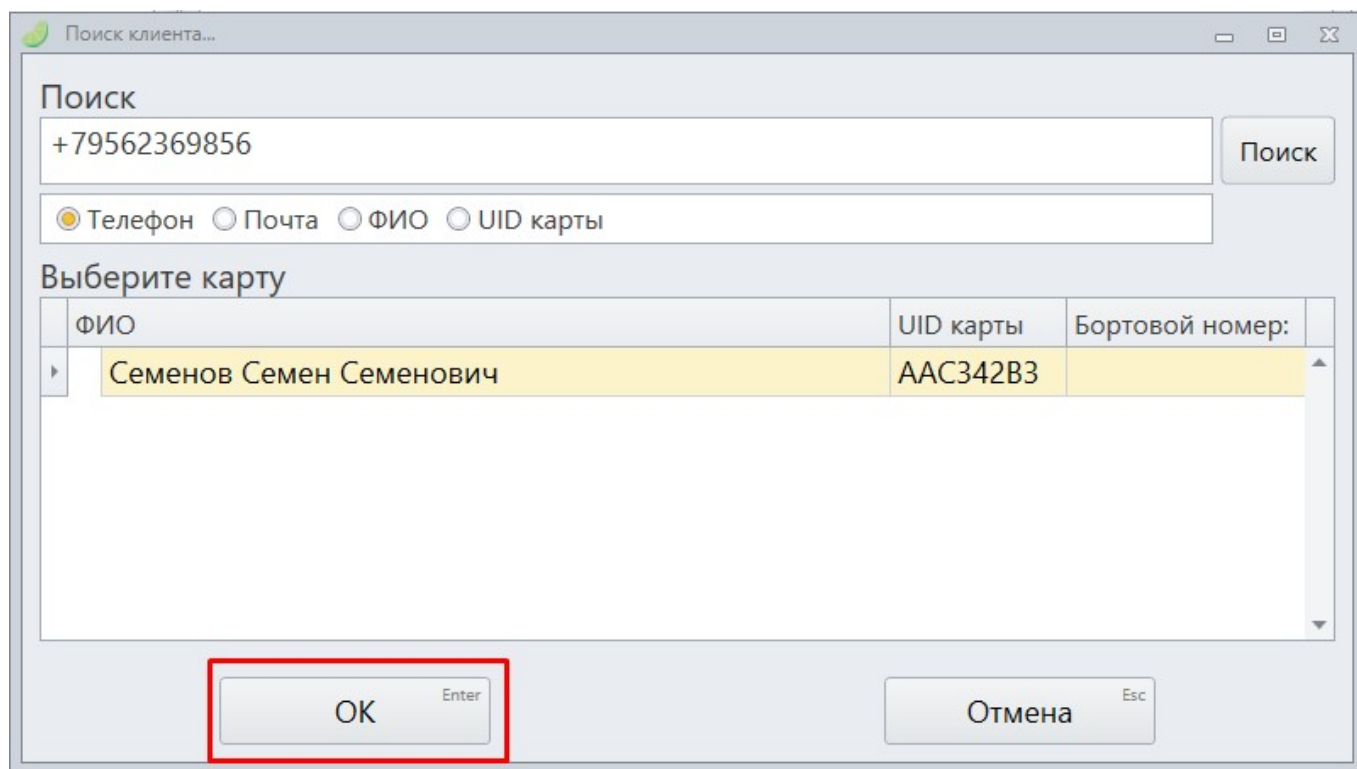 Поиск клиента...
Поиск
+79562369856
Поиск
Телефон Почта ФИО UID карты
Выберите карту
ФИО UID карты Бортовой номер:
Семенов Семен Семенович AAC342B3
ОК Enter Отмена Esc